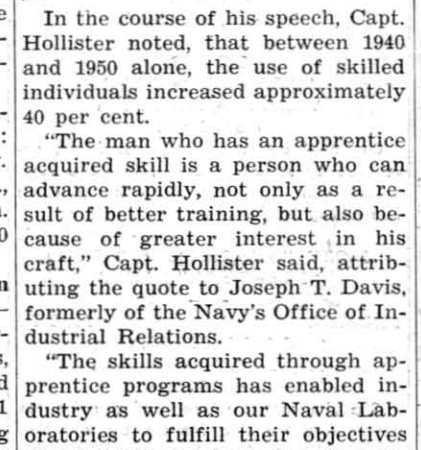 In the course of his speech, Capt.
Hollister noted, that between 1940
and 1950 alone, the use of skilled
individuals increased approximately
40 per cent.
"The man who has an apprentice
acquired skill is a person who can
advance rapidly, not only as a re-
sult of better training, but also be-
cause of greater interest in his
craft," Capt. Hollister said, attrib-
uting the quote to Joseph T. Davis,
formerly of the Navy's Office of In-
dustrial Relations.
"The skills acquired through ap-
prentice programs has enabled in-
dustry as well as our Naval Lab-
oratories to fulfill their objectives